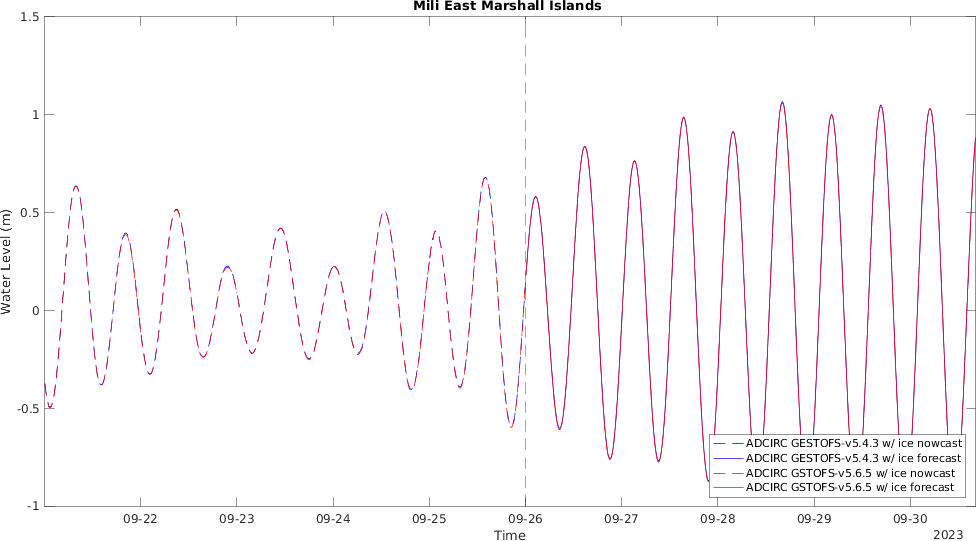 Mili East Marshall Islands
1.5
1
0.5
0
-0.5
-1
Water Level (m)
09-22
09-23
09-24
09-25
09-26
09-27
09-28
09-29
09-30
Time
2023
ADCIRC GESTOFS-v5.4.3 w/ ice nowcast
ADCIRC GESTOFS-v5.4.3 w/ ice forecast
ADCIRC GSTOFS-v5.6.5 w/ ice nowcast
ADCIRC GSTOFS-v5.6.5 w/ ice forecast